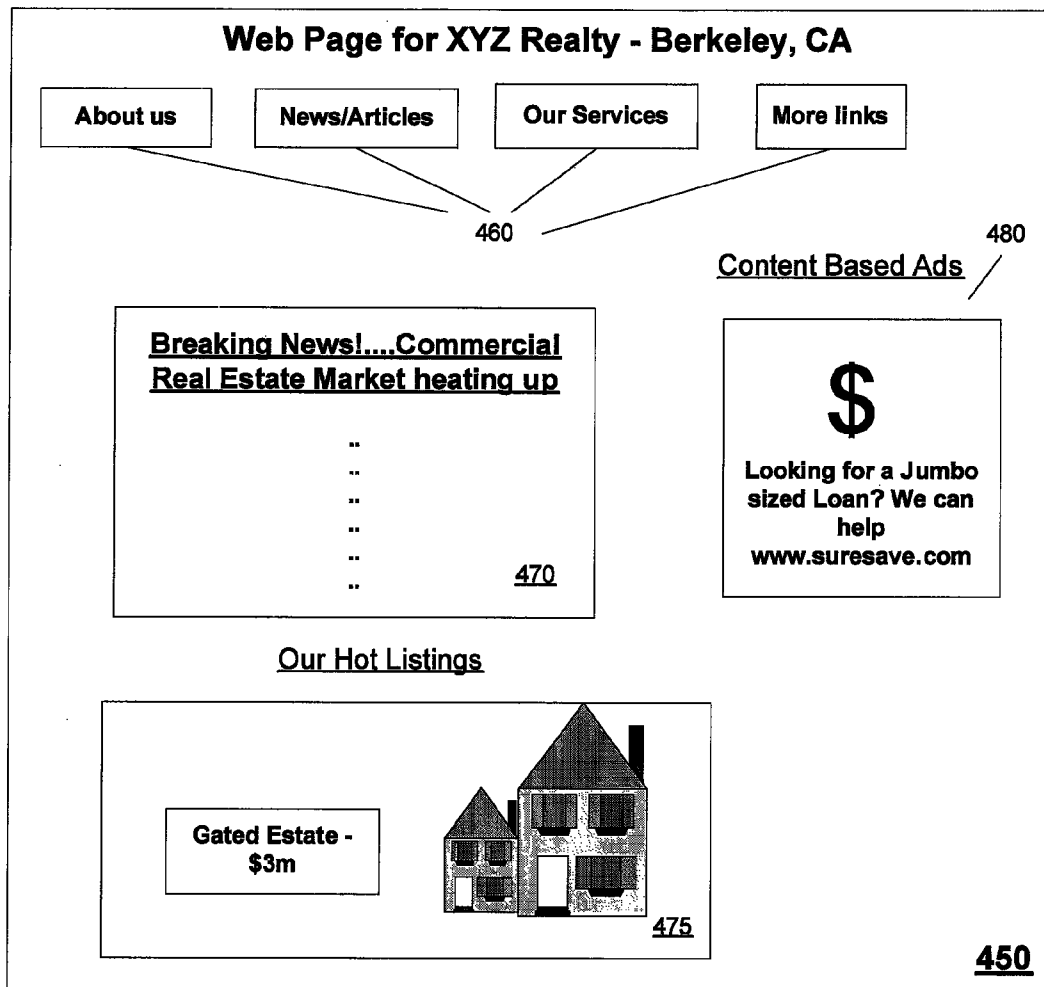 Web Page for XYZ Realty - Berkeley, CA
About us
News/Articles
Our Services
More links
460
480
Content Based Ads
Breaking News!....Commercial
Real Estate Market heating up
..
..
..
..
..
..
470
$
Looking for a Jumbo
sized Loan? We can
help
www.suresave.com
Our Hot Listings
Gated Estate -
$3m
475
450